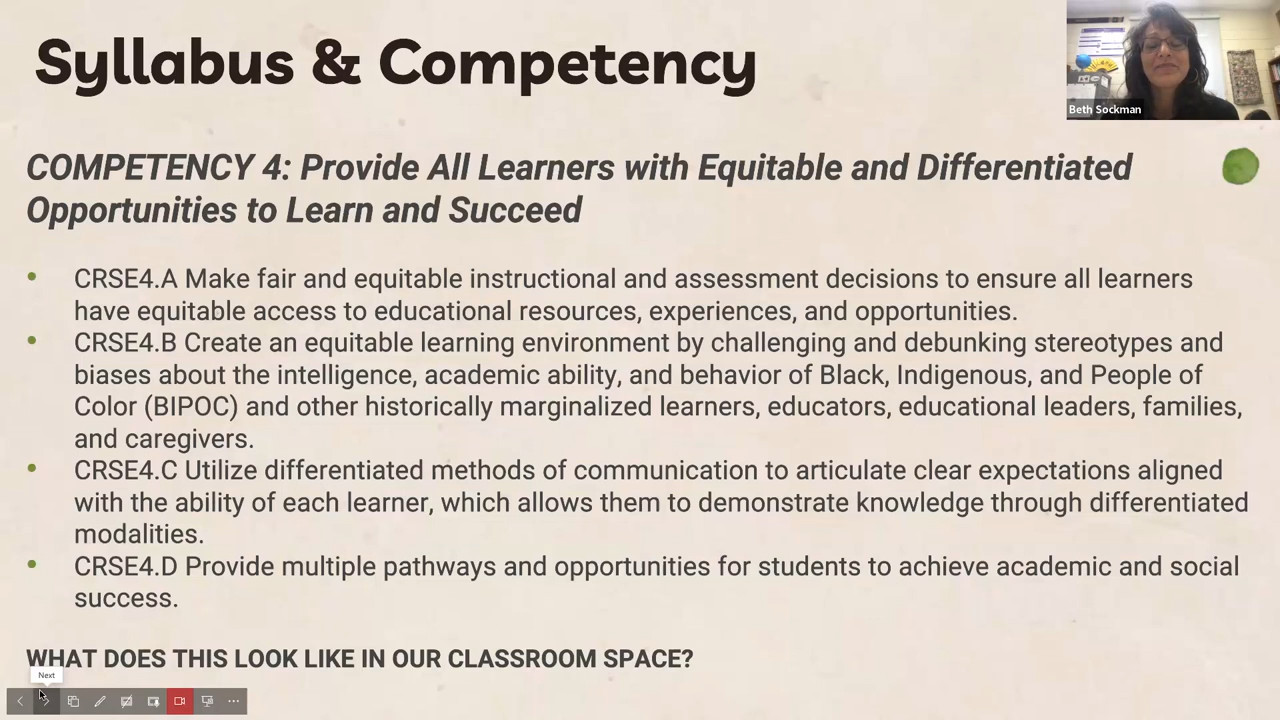 Syllabus & Competency
Beth Sockman
COMPETENCY 4: Provide All Learners with Equitable and Differentiated
Opportunities to Learn and Succeed
• CRSE4.A Make fair and equitable instructional and assessment decisions to ensure all learners
have equitable access to educational resources, experiences, and opportunities.
• CRSE4.B Create an equitable learning environment by challenging and debunking stereotypes and
biases about the intelligence, academic ability, and behavior of Black, Indigenous, and People of
Color (BIPOC) and other historically marginalized learners, educators, educational leaders, families,
and caregivers.
• CRSE4.C Utilize differentiated methods of communication to articulate clear expectations aligned
with the ability of each learner, which allows them to demonstrate knowledge through differentiated
modalities.
• CRSE4.D Provide multiple pathways and opportunities for students to achieve academic and social
success.
WHAT DOES THIS LOOK LIKE IN OUR CLASSROOM SPACE?
Next